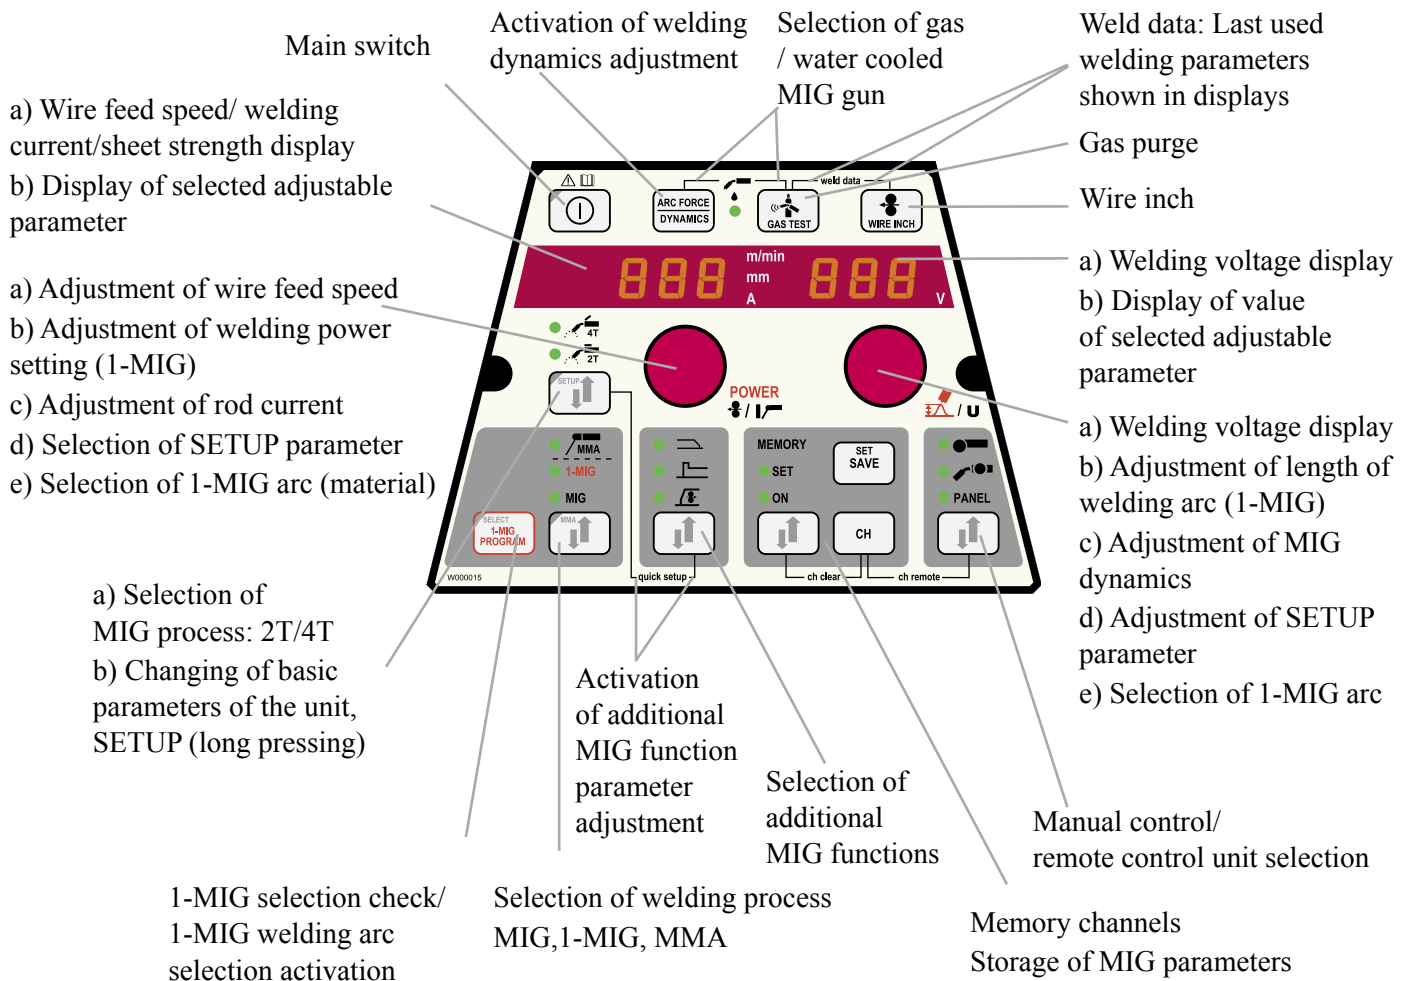 Main switch
Activation of welding
dynamics adjustment
Selection of gas
/ water cooled
MIG gun
Weld data: Last used
welding parameters
shown in displays
a) Wire feed speed/ welding
current/sheet strength display
b) Display of selected adjustable
parameter
Gas purge
Wire inch
a) Adjustment of wire feed speed
b) Adjustment of welding power
setting (1-MIG)
c) Adjustment of rod current
d) Selection of SETUP parameter
e) Selection of 1-MIG arc (material)
a) Welding voltage display
b) Display of value
of selected adjustable
parameter
a) Welding voltage display
b) Adjustment of length of
welding arc (1-MIG)
c) Adjustment of MIG
dynamics
d) Adjustment of SETUP
parameter
e) Selection of 1-MIG arc
ARC FORCE
DYNAMICS
GAS TEST
weld data
WIRE INCH
888
m/min
mm
A
888
V
4T
2T
SETUP
POWER
/
/ U
MMA
1-MIG
MIG
SELECT
1-MIG
PROGRAM
MMA
MEMORY
SET
ON
SET
SAVE
CH
PANEL
W000015
quick setup
ch clear
ch remote
a) Selection of
MIG process: 2T/4T
b) Changing of basic
parameters of the unit,
SETUP (long pressing)
Activation
of additional
MIG function
parameter
adjustment
Selection of
additional
MIG functions
Manual control/
remote control unit selection
1-MIG selection check/
1-MIG welding arc
selection activation
Selection of welding process
MIG,1-MIG, MMA
Memory channels
Storage of MIG parameters